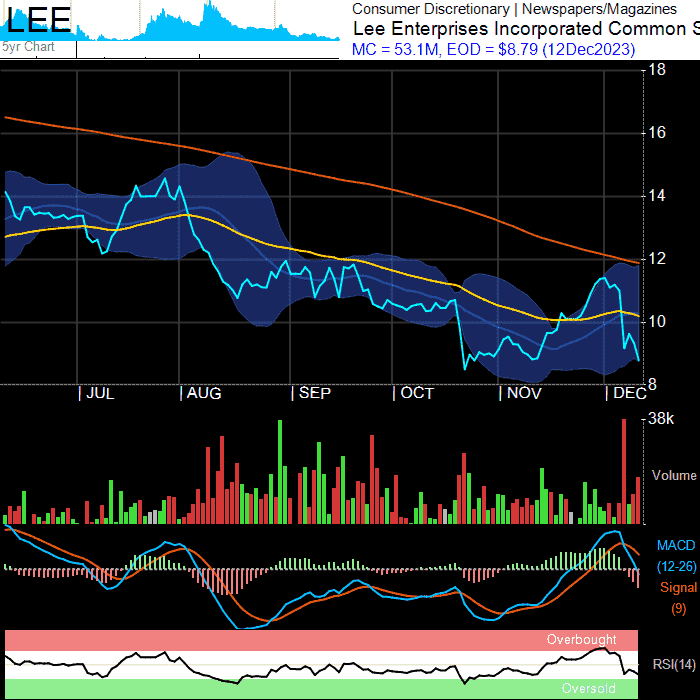 LEE
5yr Chart
Consumer Discretionary | Newspapers/Magazines
Lee Enterprises Incorporated Common S
MC = 53.1M, EOD = $8.79 (12Dec2023)
18
16
14
12
10
8
JUL AUG SEP OCT NOV DEC
38k
Volume
MACD
(12-26)
Signal
(9)
Overbought
RSI(14)
Oversold